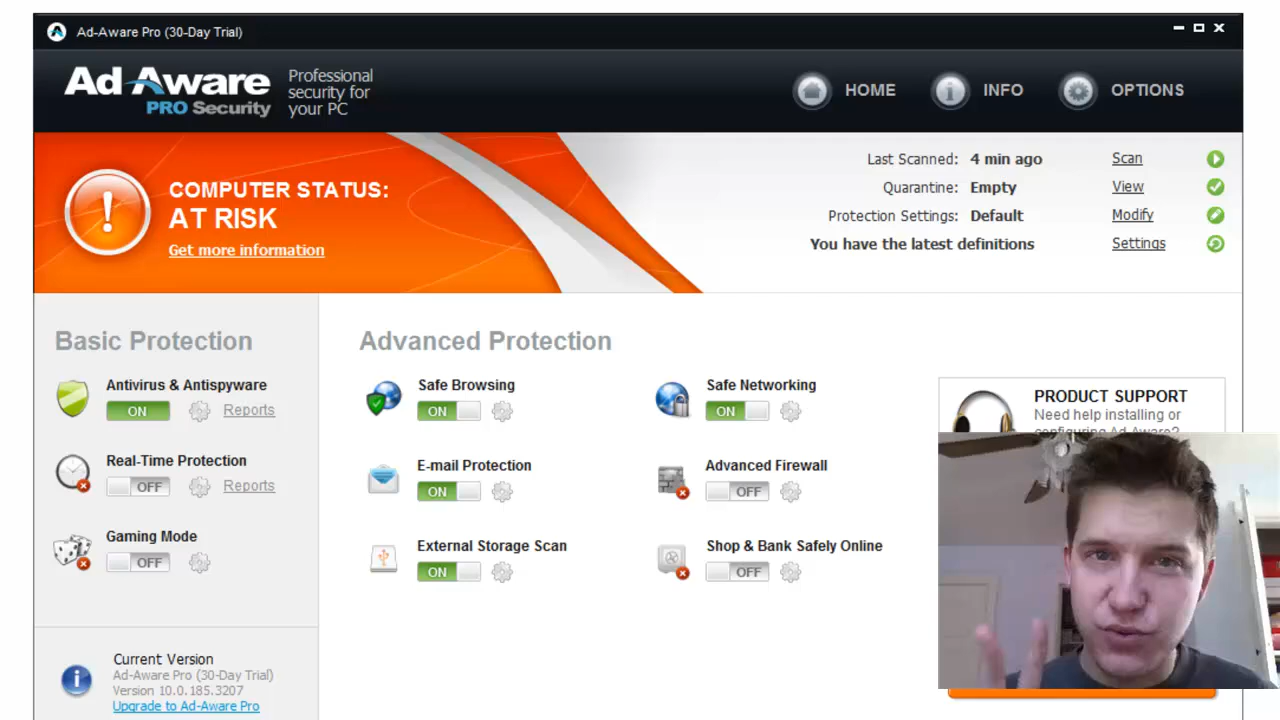 Ad-Aware Pro (30-Day Trial)
Ad-Aware
PRO Security
Professional
security for
your PC
HOME
INFO
OPTIONS
COMPUTER STATUS:
AT RISK
Get more information
Last Scanned: 4 min ago Scan
Quarantine: Empty View
Protection Settings: Default Modify
You have the latest definitions Settings
Basic Protection
Antivirus & Antispyware
ON Reports
Real-Time Protection
OFF Reports
Gaming Mode
OFF
Advanced Protection
Safe Browsing
ON
Safe Networking
ON
E-mail Protection
ON
Advanced Firewall
OFF
External Storage Scan
ON
Shop & Bank Safely Online
OFF
PRODUCT SUPPORT
Need help installing or
configuring Ad-Aware?
Current Version
Ad-Aware Pro (30-Day Trial)
Version 10.0.185.3207
Upgrade to Ad-Aware Pro